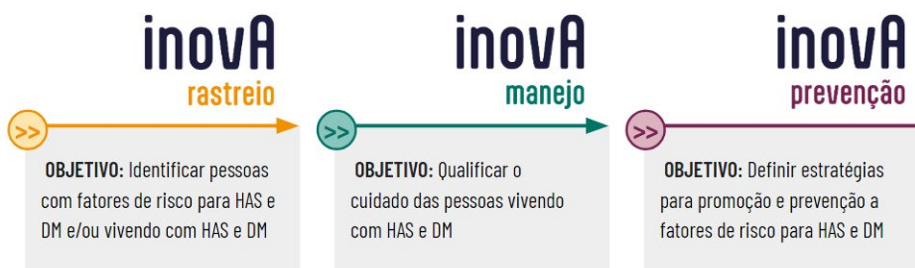 inovA
rastreio
>>
OBJETIVO: Identificar pessoas
com fatores de risco para HAS e
DM e/ou vivendo com HAS e DM
inovA
manejo
>>
OBJETIVO: Qualificar o
cuidado das pessoas vivendo
com HAS e DM
inovA
prevenção
>>
OBJETIVO: Definir estratégias
para promoção e prevenção a
fatores de risco para HAS e DM